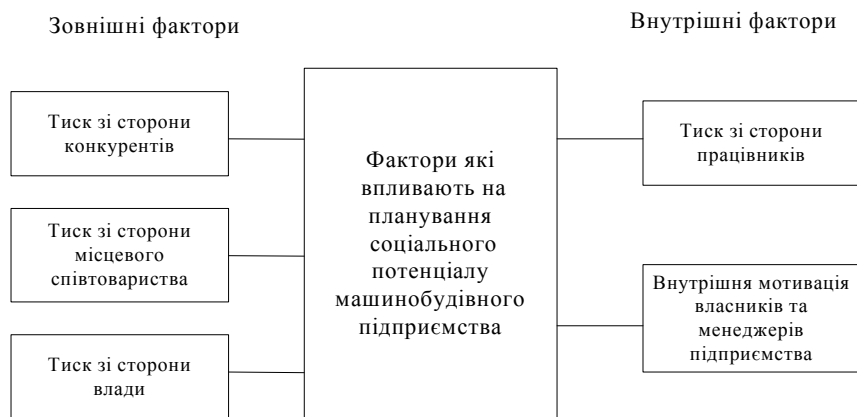 Зовнішні фактори
Внутрішні фактори
Тиск зі сторони
конкурентів
Тиск зі сторони
місцевого
співтовариства
Тиск зі сторони
влади
Фактори які
впливають на
планування
соціального
потенціалу
машинобудівного
підприємства
Тиск зі сторони
працівників
Внутрішня мотивація
власників та
менеджерів
підприємства